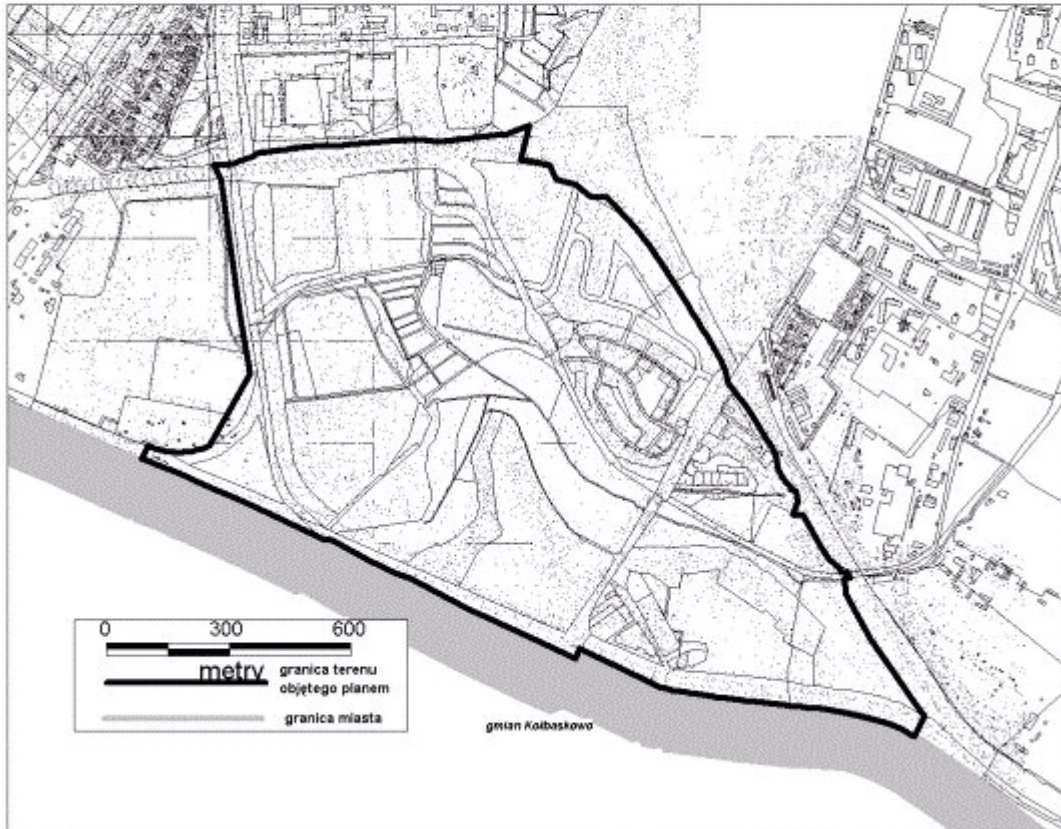 0 300 600
metry
granica terenu
objętego planem
granica miasta
gmian Kołbaskowo